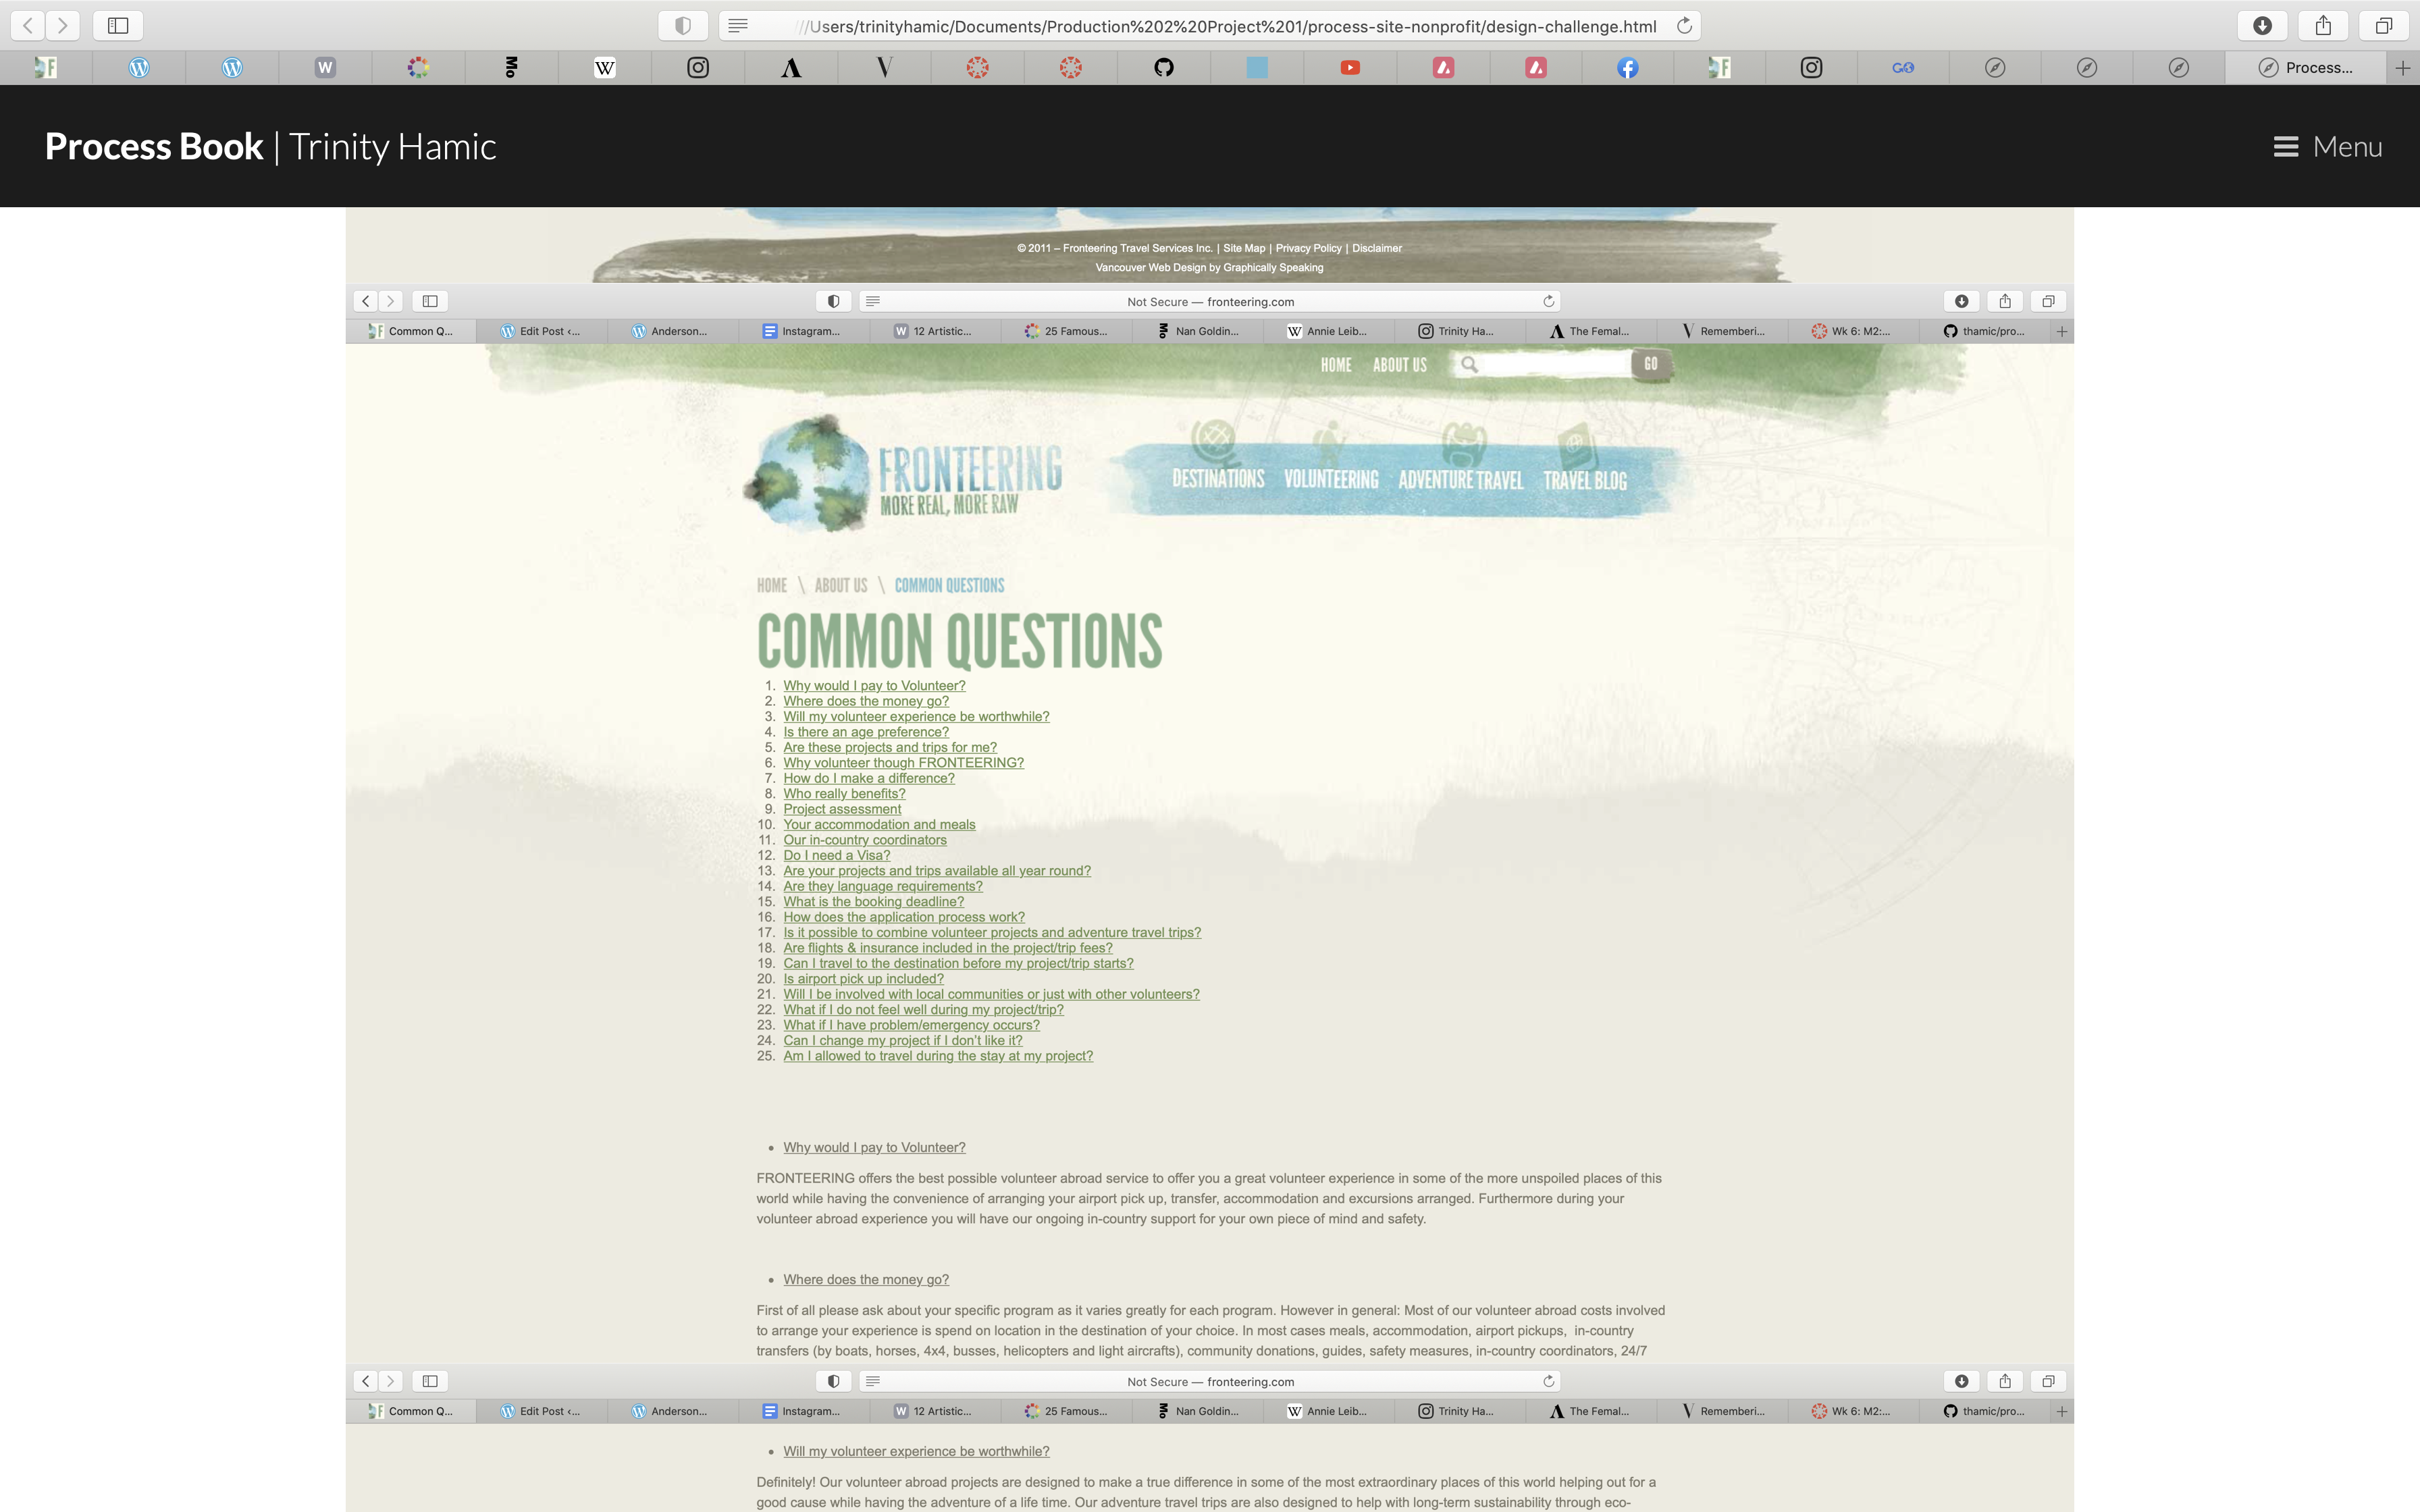 ///Users/trinityhamic/Documents/Production%202%20Project%201/process-site-nonprofit/design-challenge.html
F W Mo W V F GO Process...
Process Book | Trinity Hamic
Menu
© 2011 – Fronteering Travel Services Inc. | Site Map | Privacy Policy | Disclaimer
Vancouver Web Design by Graphically Speaking
Not Secure — fronteering.com
Common Q... Edit Post ‹... Anderson... Instagram... 12 Artistic... 25 Famous... Nan Goldin... Annie Leib... Trinity Ha... The Femal... Rememberi... Wk 6: M2:... thamic/pro...
HOME ABOUT US GO
FRONTEERING
MORE REAL, MORE RAW
DESTINATIONS VOLUNTEERING ADVENTURE TRAVEL TRAVEL BLOG
HOME \ ABOUT US \ COMMON QUESTIONS
COMMON QUESTIONS
1. Why would I pay to Volunteer?
2. Where does the money go?
3. Will my volunteer experience be worthwhile?
4. Is there an age preference?
5. Are these projects and trips for me?
6. Why volunteer though FRONTEERING?
7. How do I make a difference?
8. Who really benefits?
9. Project assessment
10. Your accommodation and meals
11. Our in-country coordinators
12. Do I need a Visa?
13. Are your projects and trips available all year round?
14. Are they language requirements?
15. What is the booking deadline?
16. How does the application process work?
17. Is it possible to combine volunteer projects and adventure travel trips?
18. Are flights & insurance included in the project/trip fees?
19. Can I travel to the destination before my project/trip starts?
20. Is airport pick up included?
21. Will I be involved with local communities or just with other volunteers?
22. What if I do not feel well during my project/trip?
23. What if I have problem/emergency occurs?
24. Can I change my project if I don't like it?
25. Am I allowed to travel during the stay at my project?
• Why would I pay to Volunteer?
FRONTEERING offers the best possible volunteer abroad service to offer you a great volunteer experience in some of the more unspoiled places of this
world while having the convenience of arranging your airport pick up, transfer, accommodation and excursions arranged. Furthermore during your
volunteer abroad experience you will have our ongoing in-country support for your own piece of mind and safety.
• Where does the money go?
First of all please ask about your specific program as it varies greatly for each program. However in general: Most of our volunteer abroad costs involved
to arrange your experience is spend on location in the destination of your choice. In most cases meals, accommodation, airport pickups, in-country
transfers (by boats, horses, 4x4, busses, helicopters and light aircrafts), community donations, guides, safety measures, in-country coordinators, 24/7
Not Secure — fronteering.com
Common Q... Edit Post ‹... Anderson... Instagram... 12 Artistic... 25 Famous... Nan Goldin... Annie Leib... Trinity Ha... The Femal... Rememberi... Wk 6: M2:... thamic/pro...
• Will my volunteer experience be worthwhile?
Definitely! Our volunteer abroad projects are designed to make a true difference in some of the most extraordinary places of this world helping out for a
good cause while having the adventure of a life time. Our adventure travel trips are also designed to help with long-term sustainability through eco-